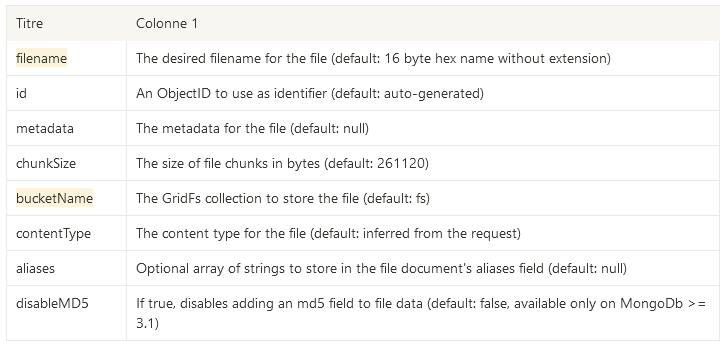 Titre Colonne 1
filename The desired filename for the file (default: 16 byte hex name without extension)
id An ObjectID to use as identifier (default: auto-generated)
metadata The metadata for the file (default: null)
chunkSize The size of file chunks in bytes (default: 261120)
bucketName The GridFs collection to store the file (default: fs)
contentType The content type for the file (default: inferred from the request)
aliases Optional array of strings to store in the file document's aliases field (default: null)
disableMD5 If true, disables adding an md5 field to file data (default: false, available only on MongoDb >=
3.1)